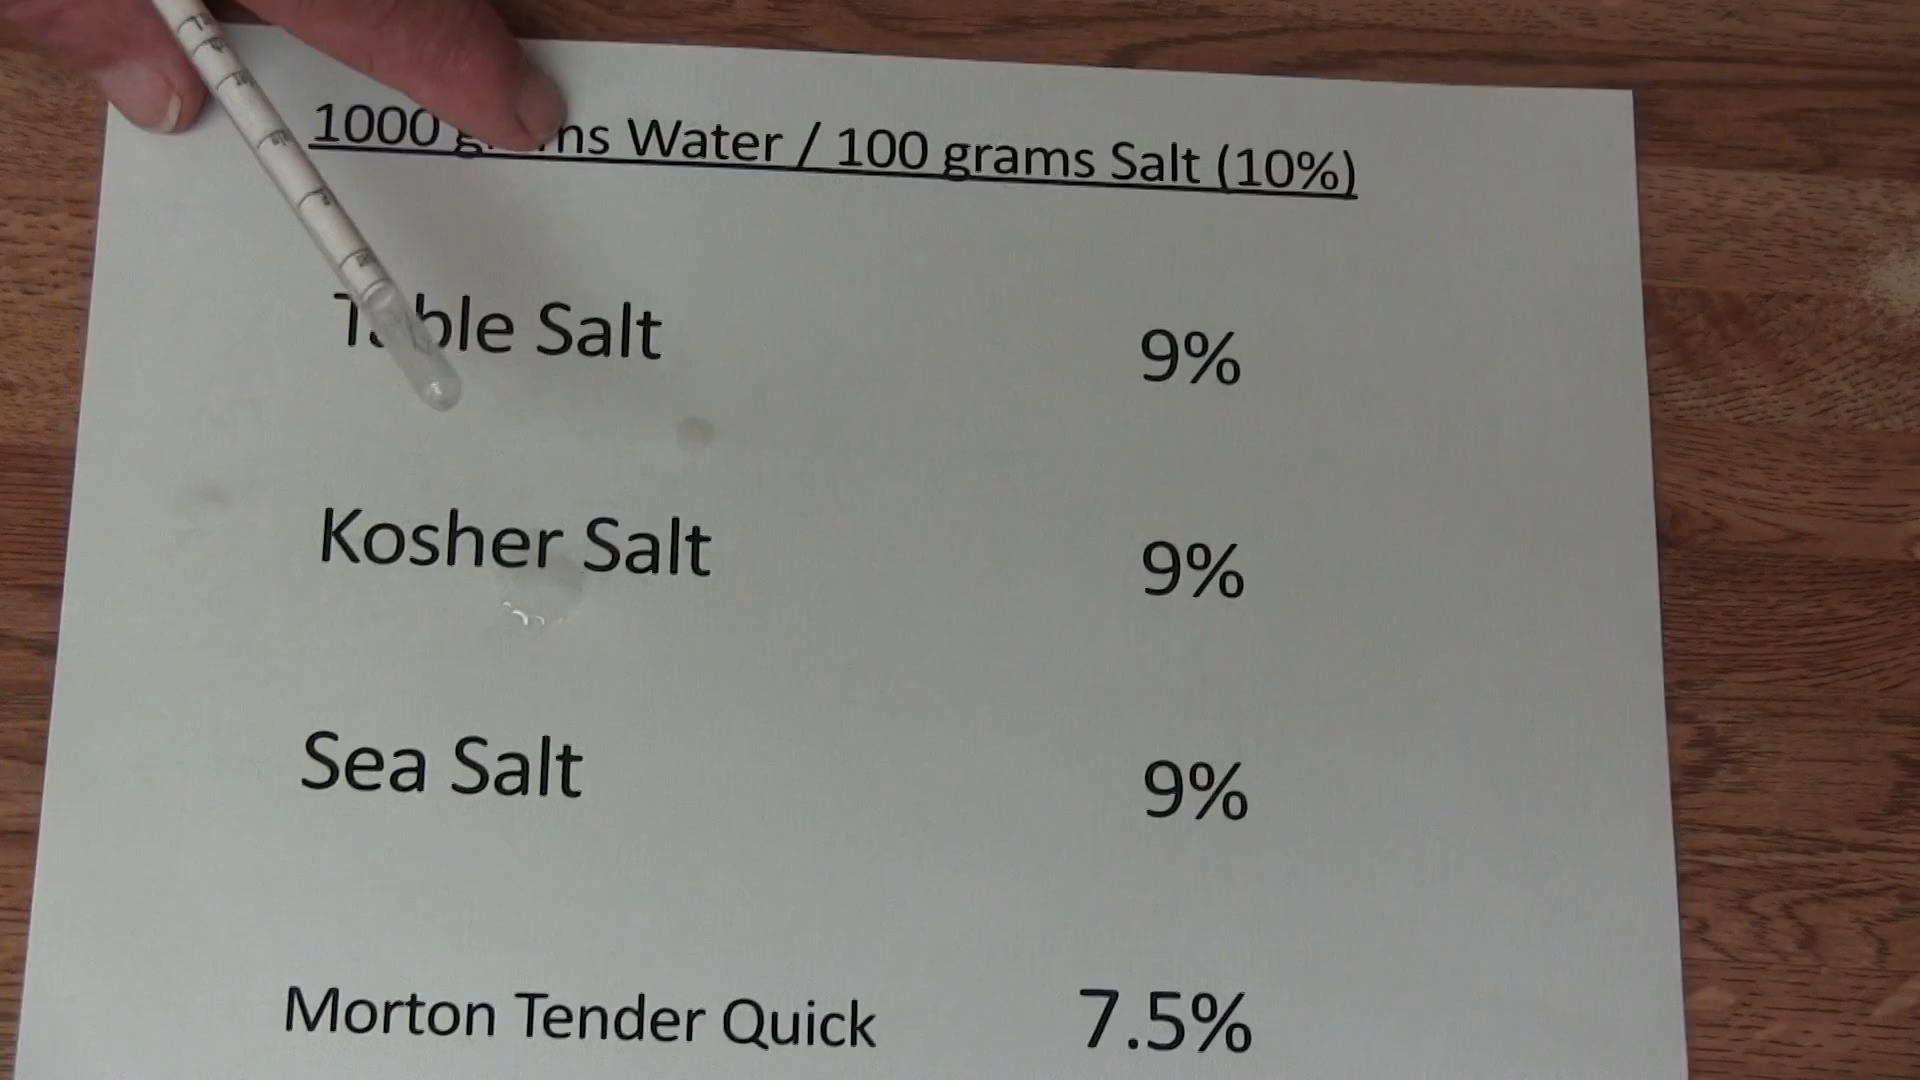 1000 Water / 100 grams Salt (10%)
Salt 9%
Kosher Salt 9%
Sea Salt 9%
Morton Tender Quick 7.5%